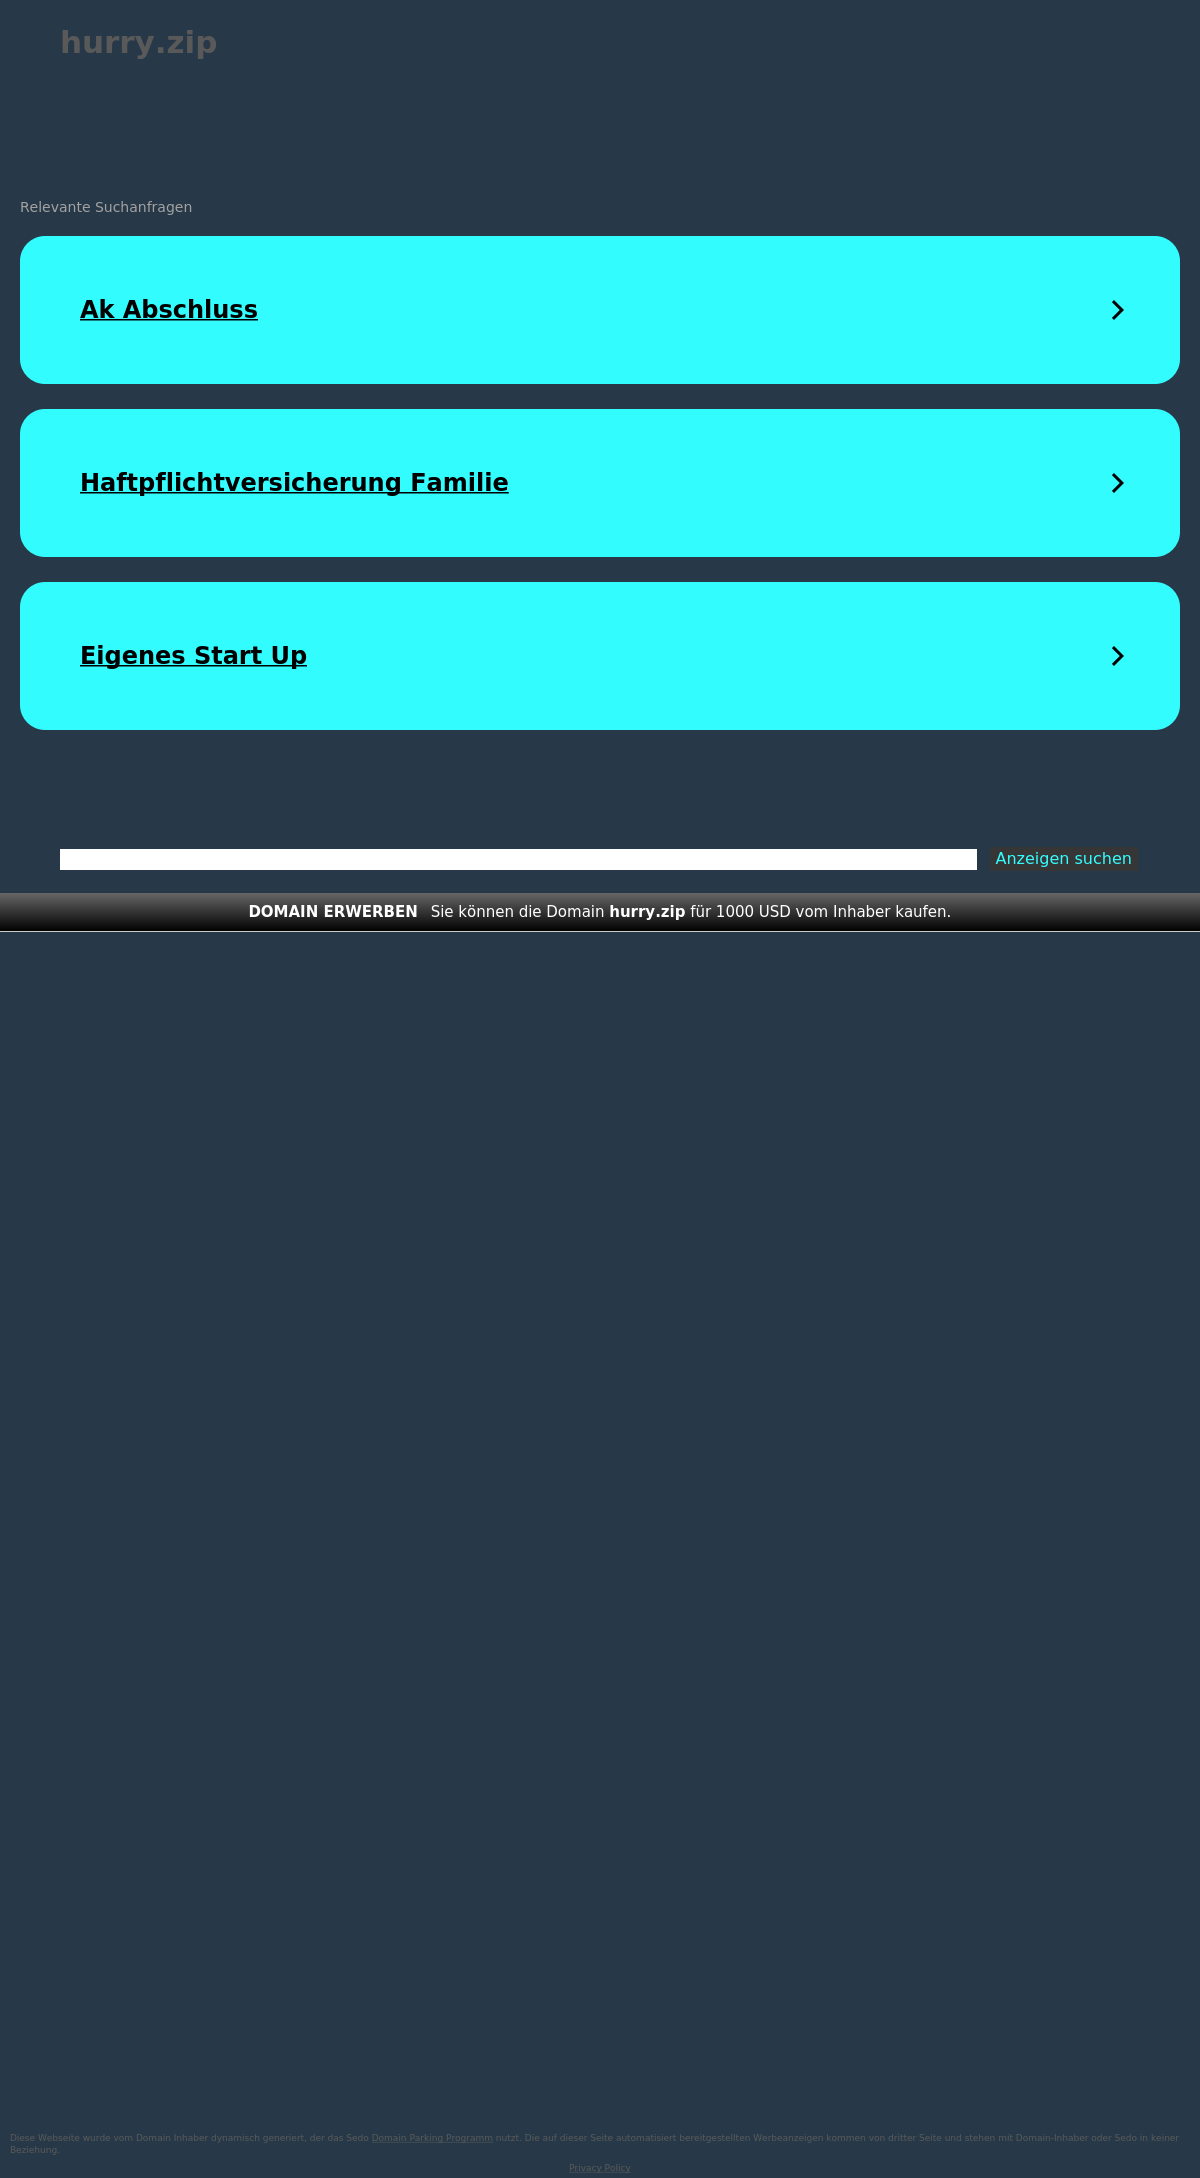 hurry.zip
Relevante Suchanfragen
Ak Abschluss
Haftpflichtversicherung Familie
Eigenes Start Up
Anzeigen suchen
DOMAIN ERWERBEN Sie können die Domain hurry.zip für 1000 USD vom Inhaber kaufen.
Diese Webseite wurde vom Domain Inhaber dynamisch generiert, der das Sedo Domain Parking Programm nutzt. Die auf dieser Seite automatisiert bereitgestellten Werbeanzeigen kommen von dritter Seite und stehen mit Domain-Inhaber oder Sedo in keiner
Beziehung.
Privacy Policy